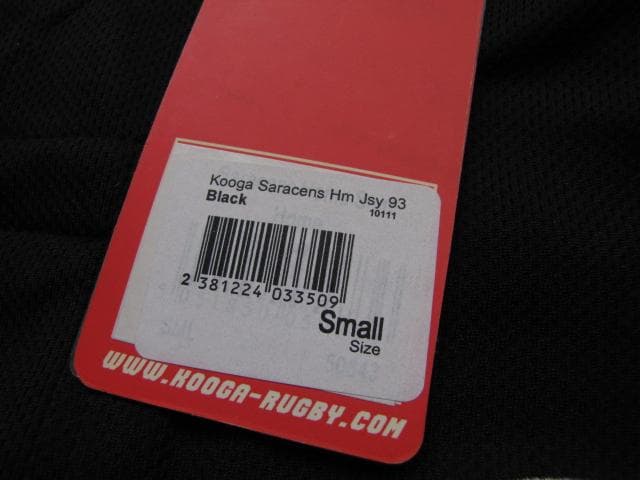 Kooga Saracens Hm Jsy 93
Black
10111
2 381224 033509
Small
Size
WWW.KOOGA-RUGBY.COM